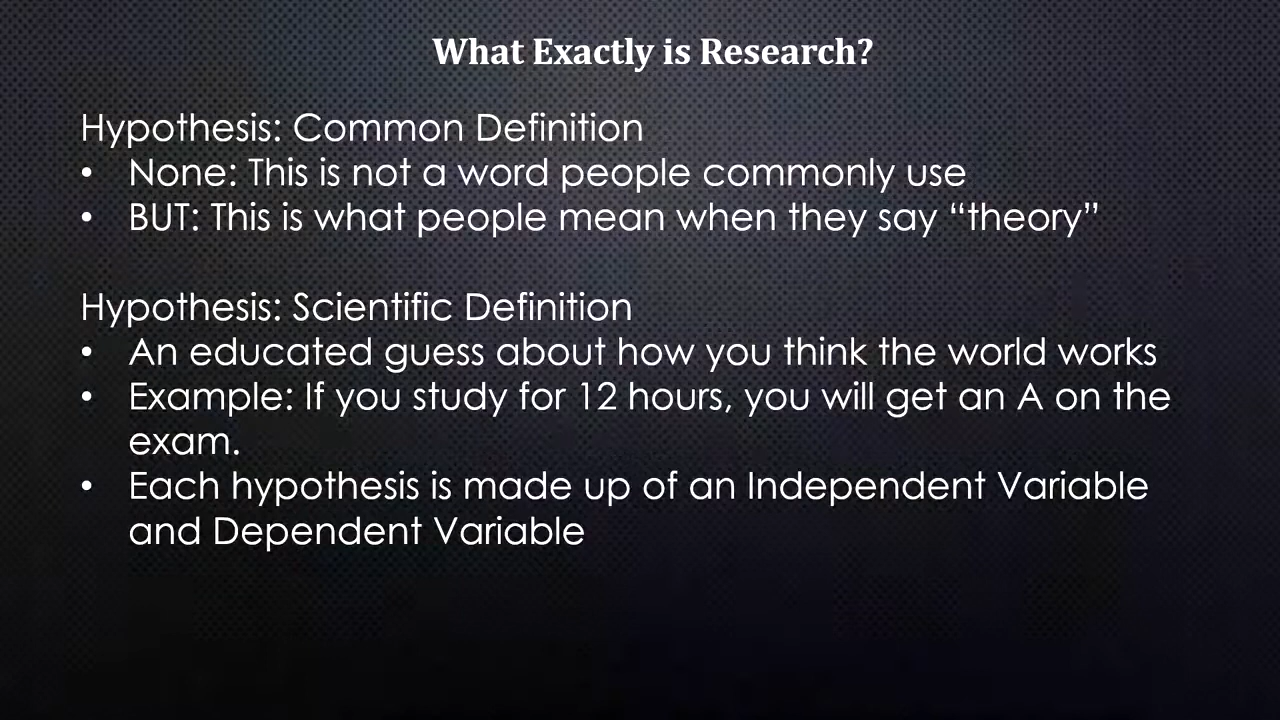 What Exactly is Research?
Hypothesis: Common Definition
• None: This is not a word people commonly use
• BUT: This is what people mean when they say “theory”
Hypothesis: Scientific Definition
• An educated guess about how you think the world works
• Example: If you study for 12 hours, you will get an A on the
exam.
• Each hypothesis is made up of an Independent Variable
and Dependent Variable